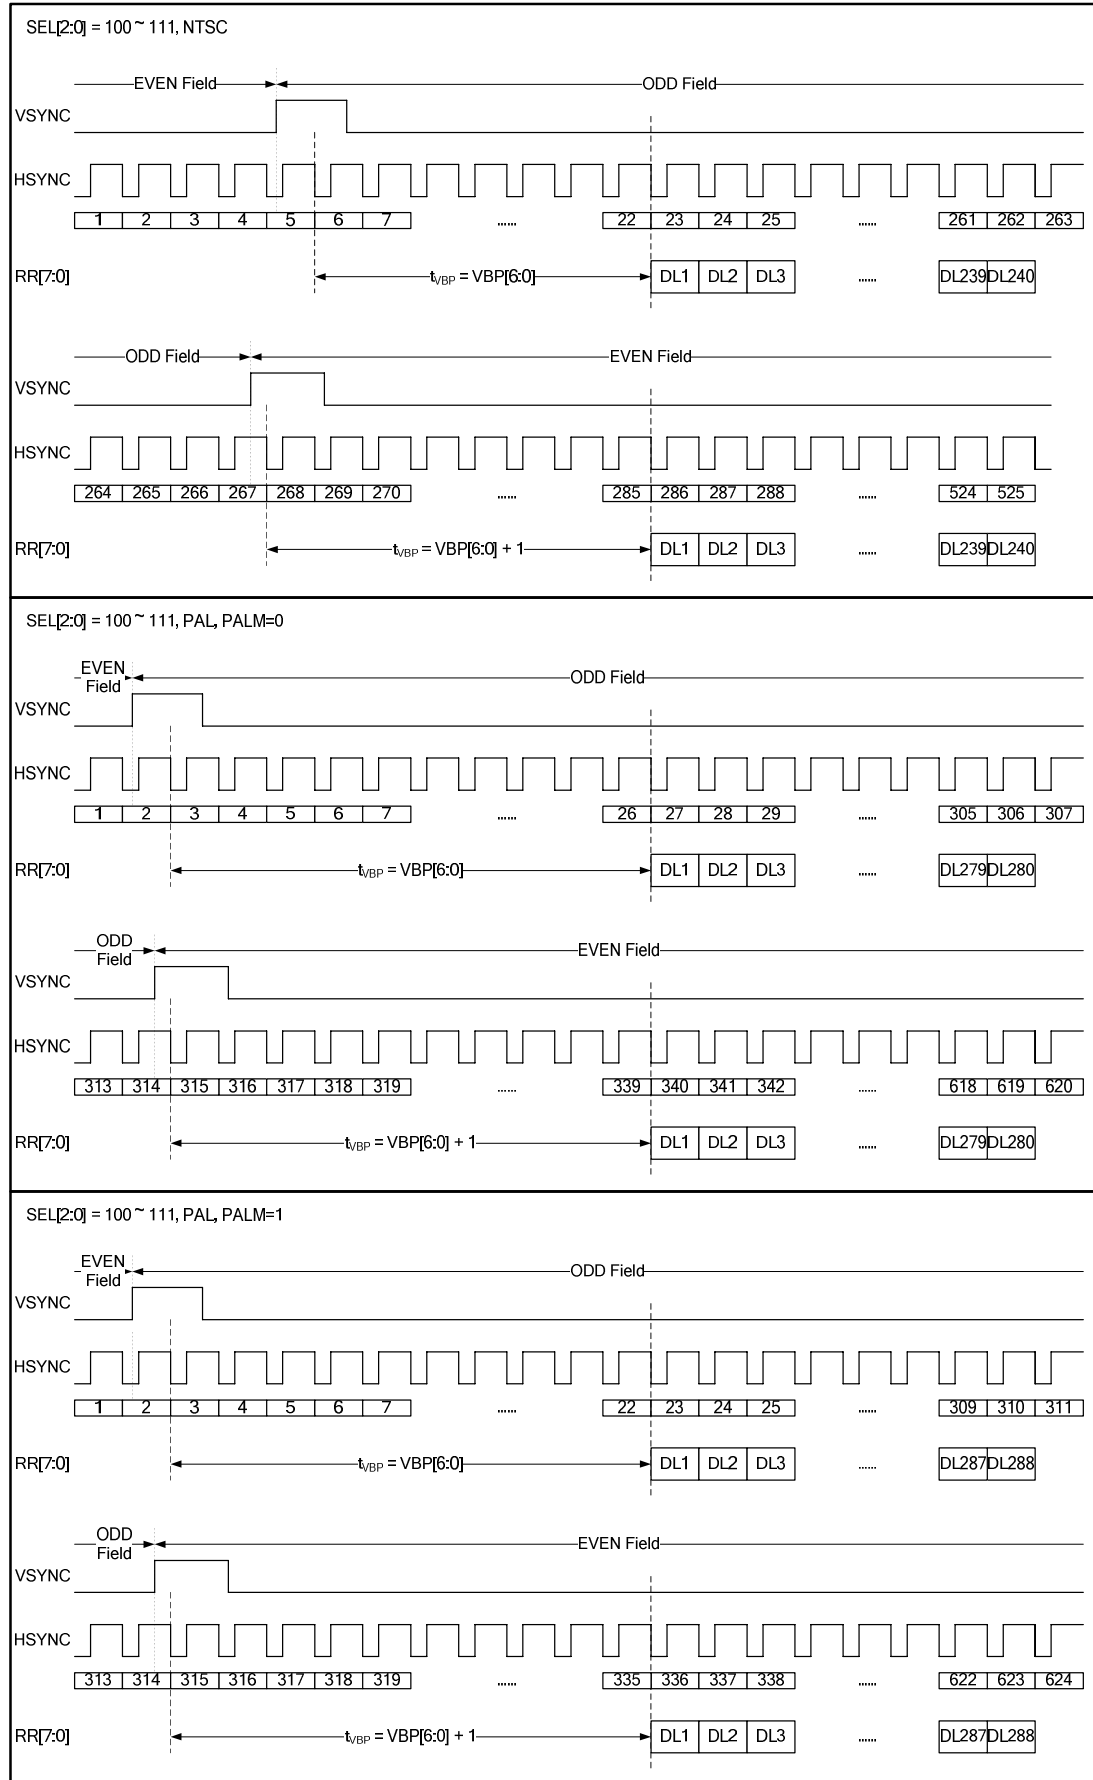 SEL[2:0] = 100 ~ 111, NTSC
EVEN Field ODD Field
VSYNC
HSYNC
1 2 3 4 5 6 7 ...... 22 23 24 25 ...... 261 262 263
RR[7:0] tVBP = VBP[6:0] DL1 DL2 DL3 ...... DL239 DL240
ODD Field EVEN Field
VSYNC
HSYNC
264 265 266 267 268 269 270 ...... 285 286 287 288 ...... 524 525
RR[7:0] tVBP = VBP[6:0] + 1 DL1 DL2 DL3 ...... DL239 DL240
SEL[2:0] = 100 ~ 111, PAL, PALM=0
EVEN Field ODD Field
VSYNC
HSYNC
1 2 3 4 5 6 7 ...... 26 27 28 29 ...... 305 306 307
RR[7:0] tVBP = VBP[6:0] DL1 DL2 DL3 ...... DL279 DL280
ODD Field EVEN Field
VSYNC
HSYNC
313 314 315 316 317 318 319 ...... 339 340 341 342 ...... 618 619 620
RR[7:0] tVBP = VBP[6:0] + 1 DL1 DL2 DL3 ...... DL279 DL280
SEL[2:0] = 100 ~ 111, PAL, PALM=1
EVEN Field ODD Field
VSYNC
HSYNC
1 2 3 4 5 6 7 ...... 22 23 24 25 ...... 309 310 311
RR[7:0] tVBP = VBP[6:0] DL1 DL2 DL3 ...... DL287 DL288
ODD Field EVEN Field
VSYNC
HSYNC
313 314 315 316 317 318 319 ...... 335 336 337 338 ...... 622 623 624
RR[7:0] tVBP = VBP[6:0] + 1 DL1 DL2 DL3 ...... DL287 DL288